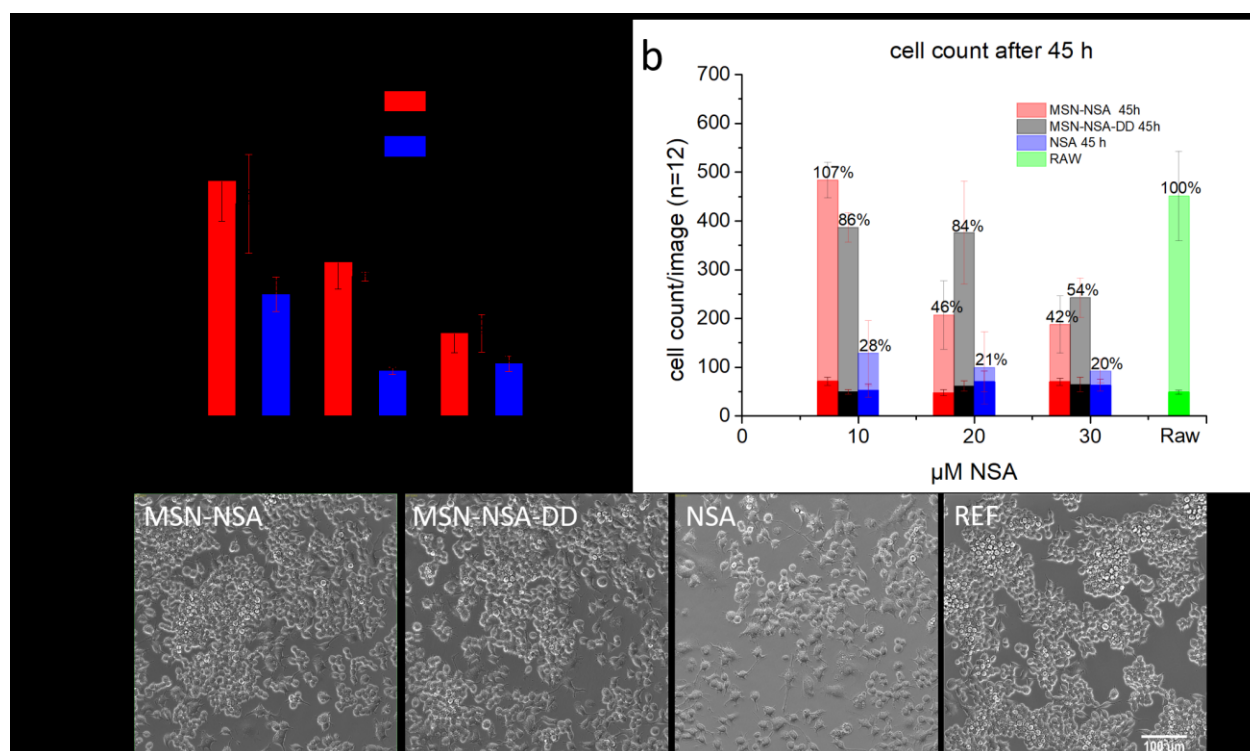 b
cell count after 45 h
700
600
500
400
300
200
100
0
cell count/image (n=12)
MSN-NSA 45h
MSN-NSA-DD 45h
NSA 45 h
RAW
107%
86%
28%
46%
84%
21%
42%
54%
20%
100%
0
10
20
30
Raw
µM NSA
MSN-NSA
MSN-NSA-DD
NSA
REF
100 µm